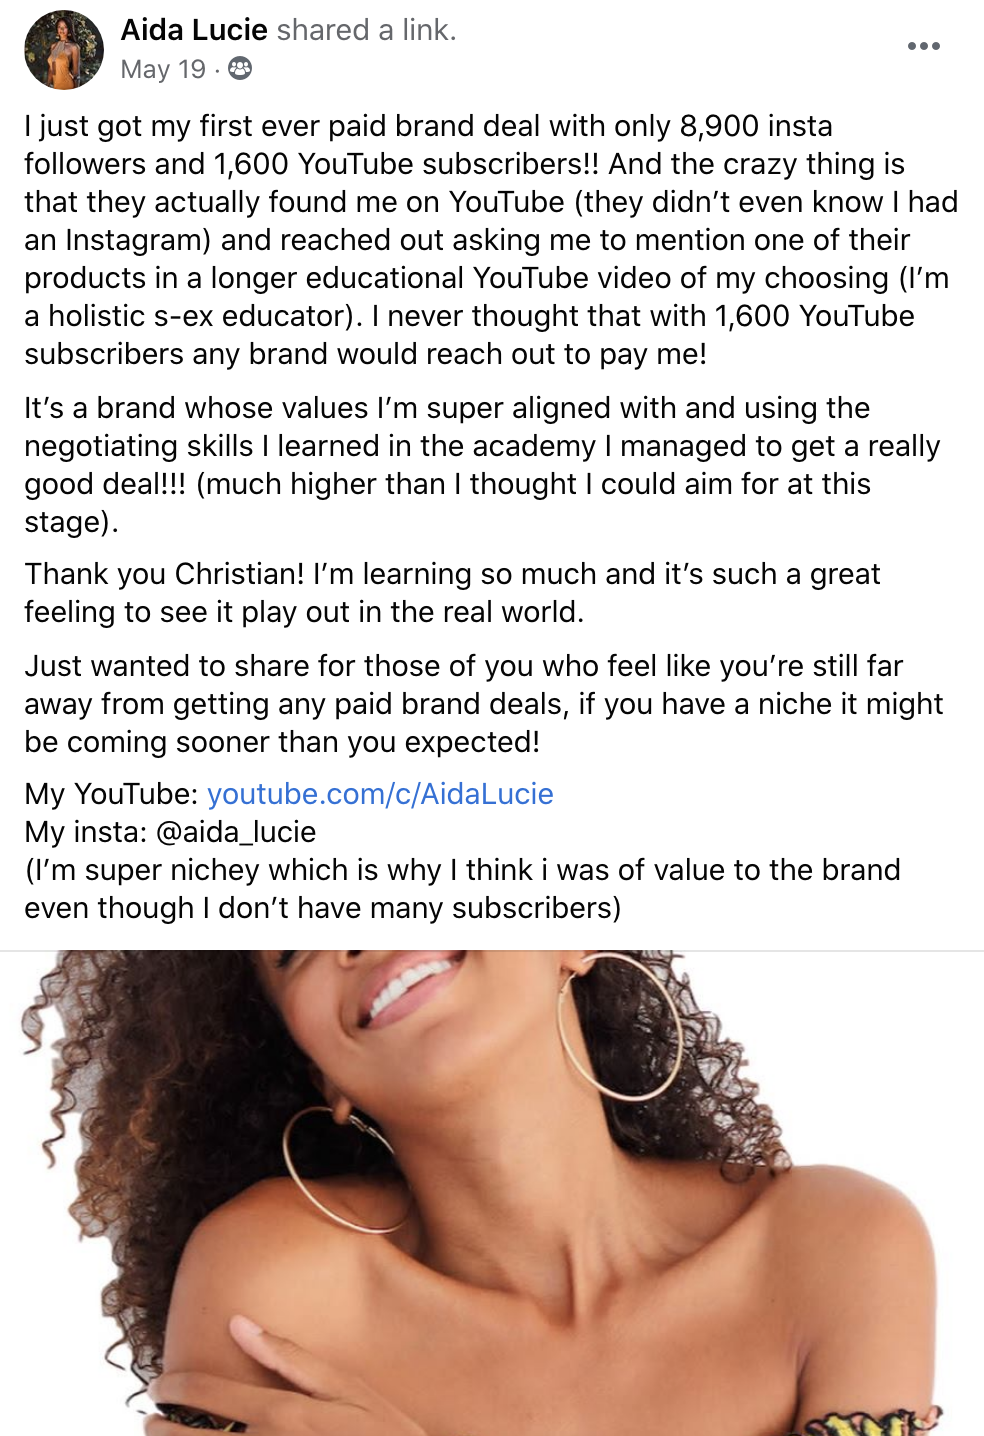 Aida Lucie shared a link.
May 19 ·
I just got my first ever paid brand deal with only 8,900 insta
followers and 1,600 YouTube subscribers!! And the crazy thing is
that they actually found me on YouTube (they didn’t even know I had
an Instagram) and reached out asking me to mention one of their
products in a longer educational YouTube video of my choosing (I’m
a holistic s-ex educator). I never thought that with 1,600 YouTube
subscribers any brand would reach out to pay me!
It’s a brand whose values I’m super aligned with and using the
negotiating skills I learned in the academy I managed to get a really
good deal!!! (much higher than I thought I could aim for at this
stage).
Thank you Christian! I’m learning so much and it’s such a great
feeling to see it play out in the real world.
Just wanted to share for those of you who feel like you’re still far
away from getting any paid brand deals, if you have a niche it might
be coming sooner than you expected!
My YouTube: youtube.com/c/AidaLucie
My insta: @aida_lucie
(I’m super nichey which is why I think i was of value to the brand
even though I don’t have many subscribers)